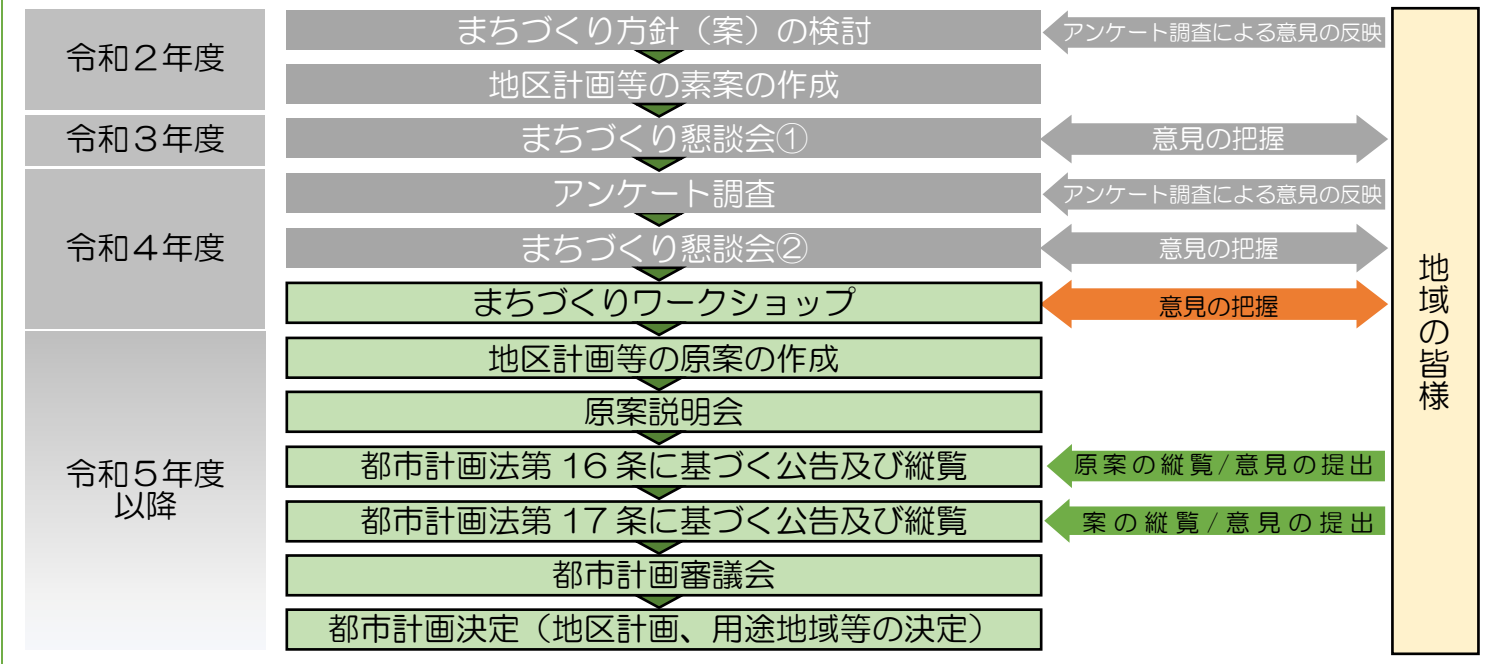 令和２年度
まちづくり方針（案）の検討
アンケート調査による意見の反映
地区計画等の素案の作成
令和３年度
まちづくり懇談会①
意見の把握
令和４年度
アンケート調査
アンケート調査による意見の反映
まちづくり懇談会②
意見の把握
まちづくりワークショップ
意見の把握
令和５年度
以降
地区計画等の原案の作成
原案説明会
都市計画法第 16 条に基づく公告及び縦覧
原案の縦覧/意見の提出
都市計画法第 17 条に基づく公告及び縦覧
案の縦覧/意見の提出
都市計画審議会
都市計画決定（地区計画、用途地域等の決定）
地域の皆様